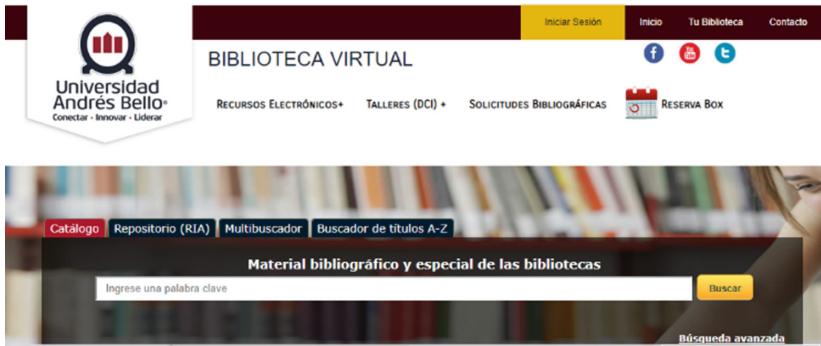 Iniciar Sesión
Inicio
Tu Biblioteca
Contacto
Universidad
Andrés Bello®
Conectar - Innovar - Liderar
BIBLIOTECA VIRTUAL
f
You Tube
t
RECURSOS ELECTRÓNICOS+
TALLERES (DCI) +
SOLICITUDES BIBLIOGRÁFICAS
RESERVA BOX
Catálogo
Repositorio (RIA)
Multibuscador
Buscador de títulos A-Z
Material bibliográfico y especial de las bibliotecas
Ingrese una palabra clave
Buscar
Búsqueda avanzada